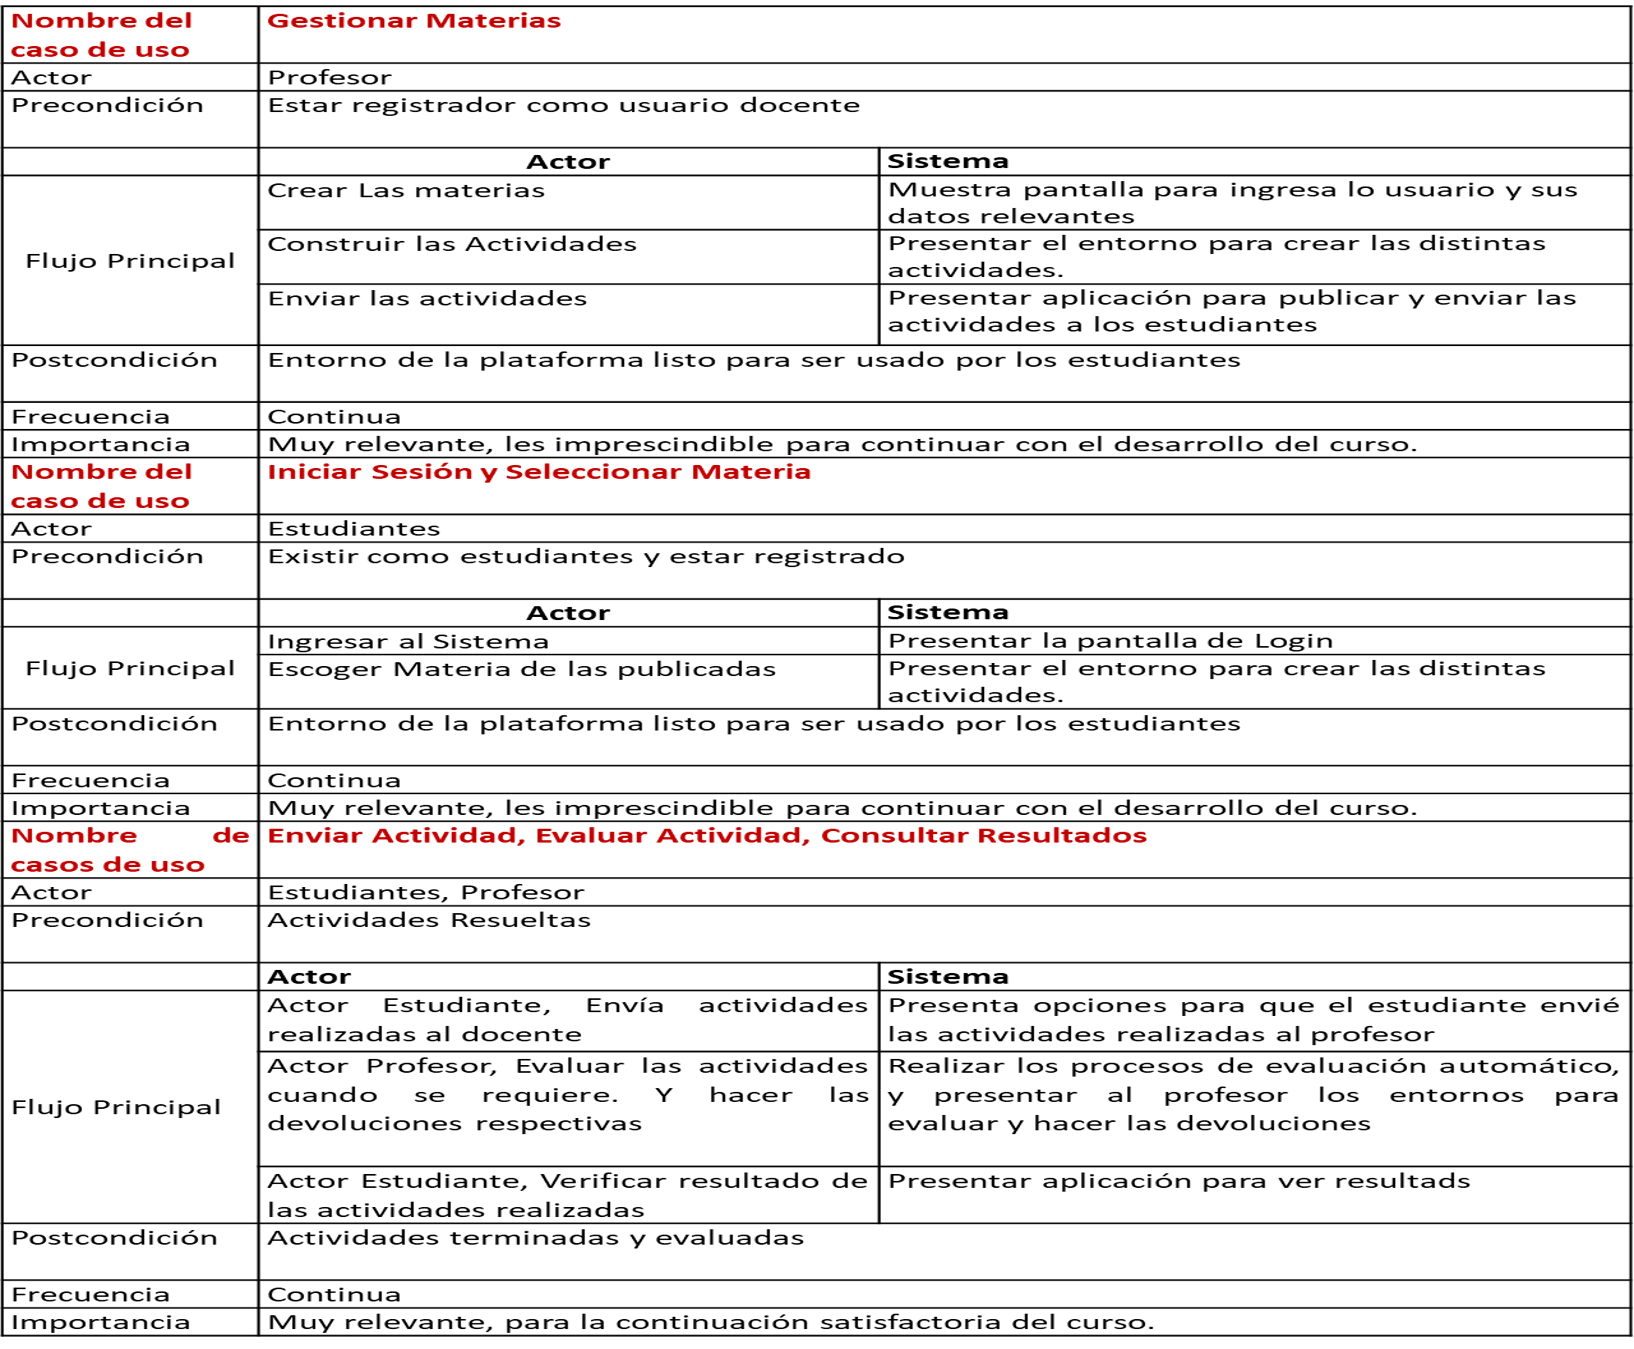 Nombre del Gestionar Materias
caso de uso
Actor Profesor
Precondición Estar registrador como usuario docente
Actor Sistema
Flujo Principal
Crear Las materias Muestra pantalla para ingresa lo usuario y sus
datos relevantes
Construir las Actividades Presentar el entorno para crear las distintas
actividades.
Enviar las actividades Presentar aplicación para publicar y enviar las
actividades a los estudiantes
Postcondición Entorno de la plataforma listo para ser usado por los estudiantes
Frecuencia Continua
Importancia Muy relevante, les imprescindible para continuar con el desarrollo del curso.
Nombre del Iniciar Sesión y Seleccionar Materia
caso de uso
Actor Estudiantes
Precondición Existir como estudiantes y estar registrado
Actor Sistema
Flujo Principal
Ingresar al Sistema Presentar la pantalla de Login
Escoger Materia de las publicadas Presentar el entorno para crear las distintas
actividades.
Postcondición Entorno de la plataforma listo para ser usado por los estudiantes
Frecuencia Continua
Importancia Muy relevante, les imprescindible para continuar con el desarrollo del curso.
Nombre de Enviar Actividad, Evaluar Actividad, Consultar Resultados
casos de uso
Actor Estudiantes, Profesor
Precondición Actividades Resueltas
Actor Sistema
Flujo Principal
Actor Estudiante, Envía actividades Presenta opciones para que el estudiante envié
realizadas al docente las actividades realizadas al profesor
Actor Profesor, Evaluar las actividades Realizar los procesos de evaluación automático,
cuando se requiere. Y hacer las y presentar al profesor los entornos para
devoluciones respectivas evaluar y hacer las devoluciones
Actor Estudiante, Verificar resultado de Presentar aplicación para ver resultads
las actividades realizadas
Postcondición Actividades terminadas y evaluadas
Frecuencia Continua
Importancia Muy relevante, para la continuación satisfactoria del curso.